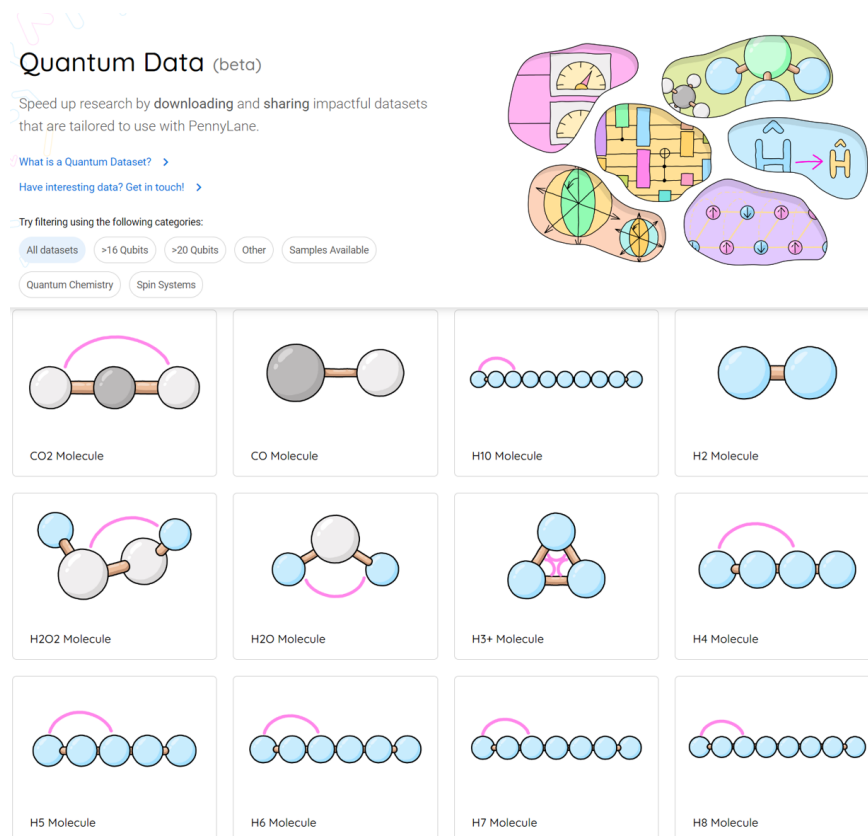 Quantum Data (beta)
Speed up research by downloading and sharing impactful datasets
that are tailored to use with PennyLane.
What is a Quantum Dataset? >
Have interesting data? Get in touch! >
Try filtering using the following categories:
All datasets >16 Qubits >20 Qubits Other Samples Available
Quantum Chemistry Spin Systems
Ĥ Ĥ
CO2 Molecule CO Molecule H10 Molecule H2 Molecule
H2O2 Molecule H2O Molecule H3+ Molecule H4 Molecule
H5 Molecule H6 Molecule H7 Molecule H8 Molecule